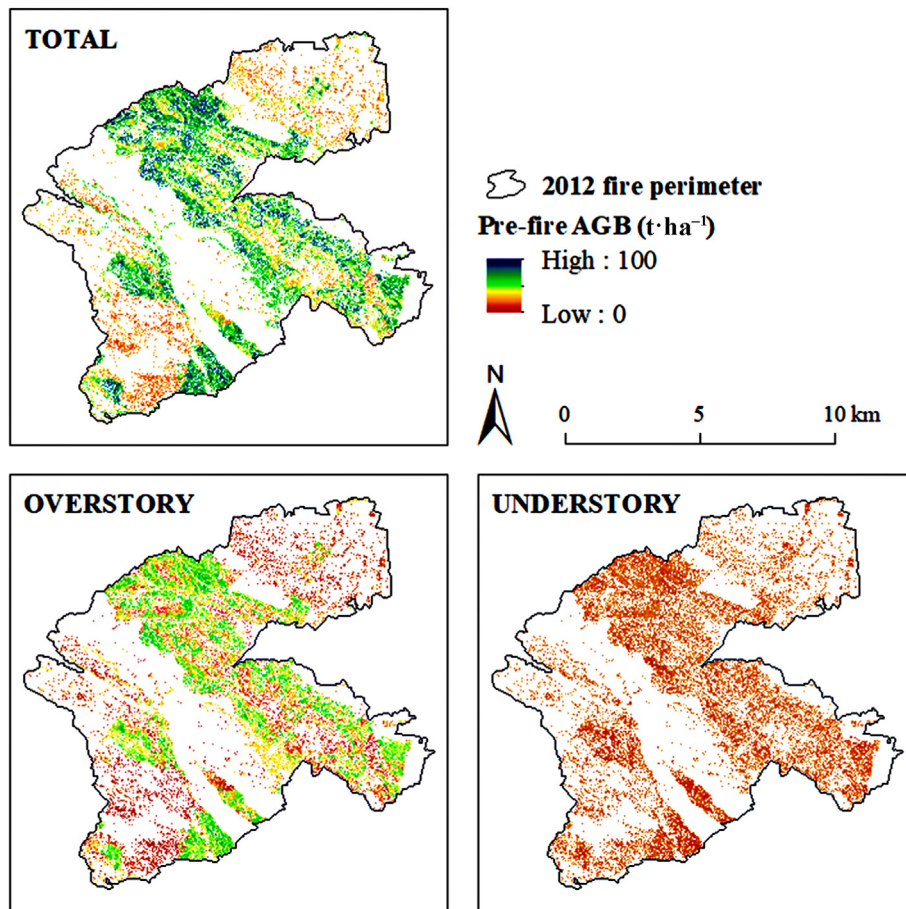 TOTAL
2012 fire perimeter
Pre-fire AGB (t·ha⁻¹)
High : 100
Low : 0
N
0 5 10 km
OVERSTORY
UNDERSTORY